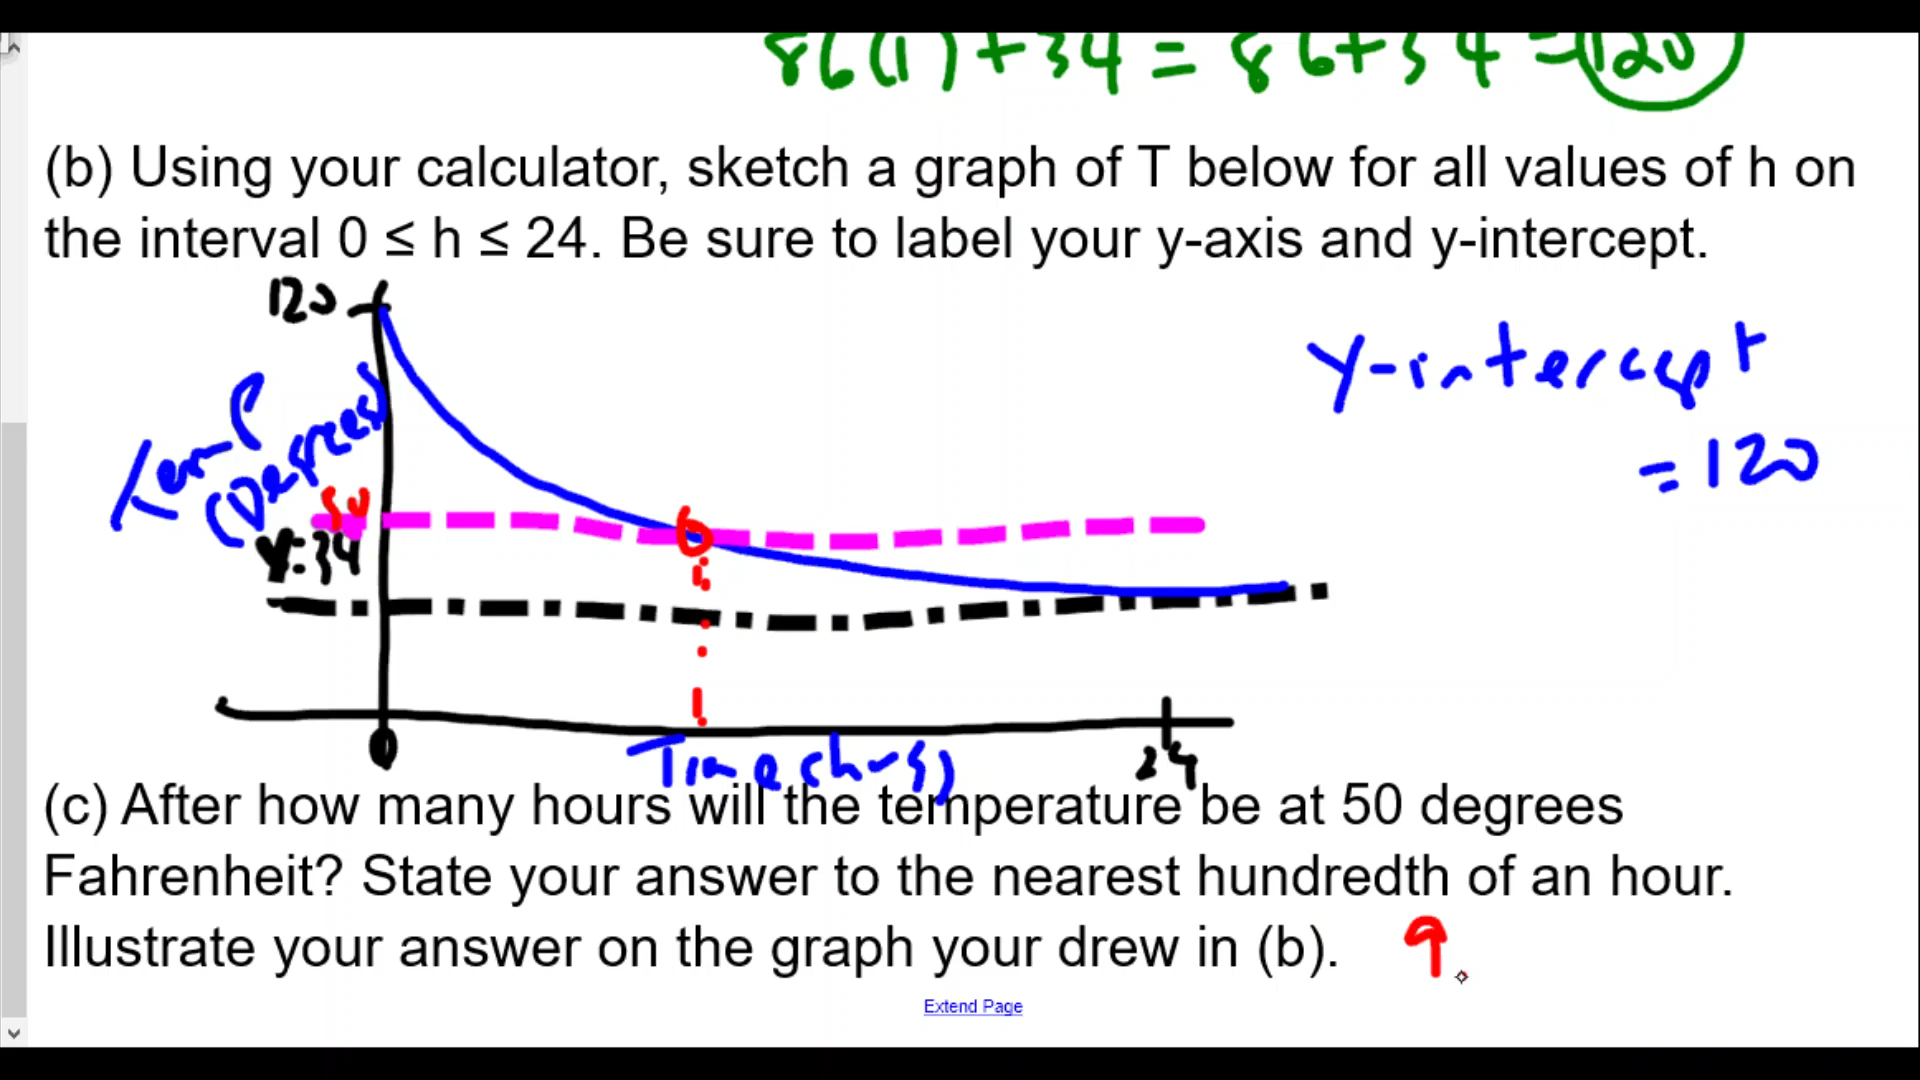 86(1)+34 = 86+34 = 120
(b) Using your calculator, sketch a graph of T below for all values of h on
the interval 0 ≤ h ≤ 24. Be sure to label your y-axis and y-intercept.
120
y-intercept
= 120
Temp
(Degrees)
50
y=34
0
Time (hrs)
24
(c) After how many hours will the temperature be at 50 degrees
Fahrenheit? State your answer to the nearest hundredth of an hour.
Illustrate your answer on the graph your drew in (b). 9.
Extend Page